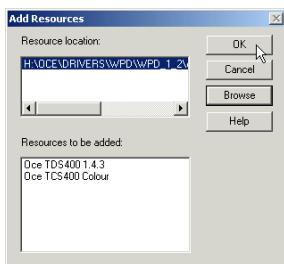 Add Resources
Resource location:
H:\OCE\DRIVERS\WPD\WPD_1_2\
OK
Cancel
Browse
Help
Resources to be added:
Oce TDS400 1.4.3
Oce TCS400 Colour